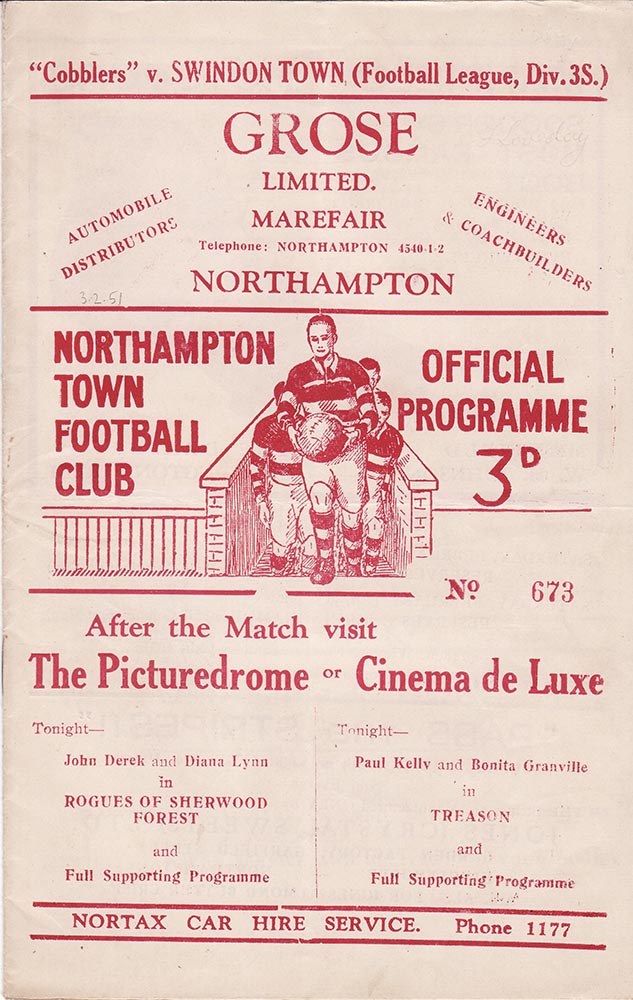 "Cobblers" v. SWINDON TOWN (Football League, Div. 3S.)
GROSE
LIMITED.
MAREFAIR
Telephone: NORTHAMPTON 4540-1-2
NORTHAMPTON
AUTOMOBILE
DISTRIBUTORS
ENGINEERS
& COACHBUILDERS
3-2-51
NORTHAMPTON
TOWN
FOOTBALL
CLUB
OFFICIAL
PROGRAMME
3D
No 673
After the Match visit
The Picturedrome or Cinema de Luxe
Tonight—
John Derek and Diana Lynn
in
ROGUES OF SHERWOOD
FOREST
and
Full Supporting Programme
Tonight—
Paul Kelly and Bonita Granville
in
TREASON
and
Full Supporting Programme
NORTAX CAR HIRE SERVICE. Phone 1177